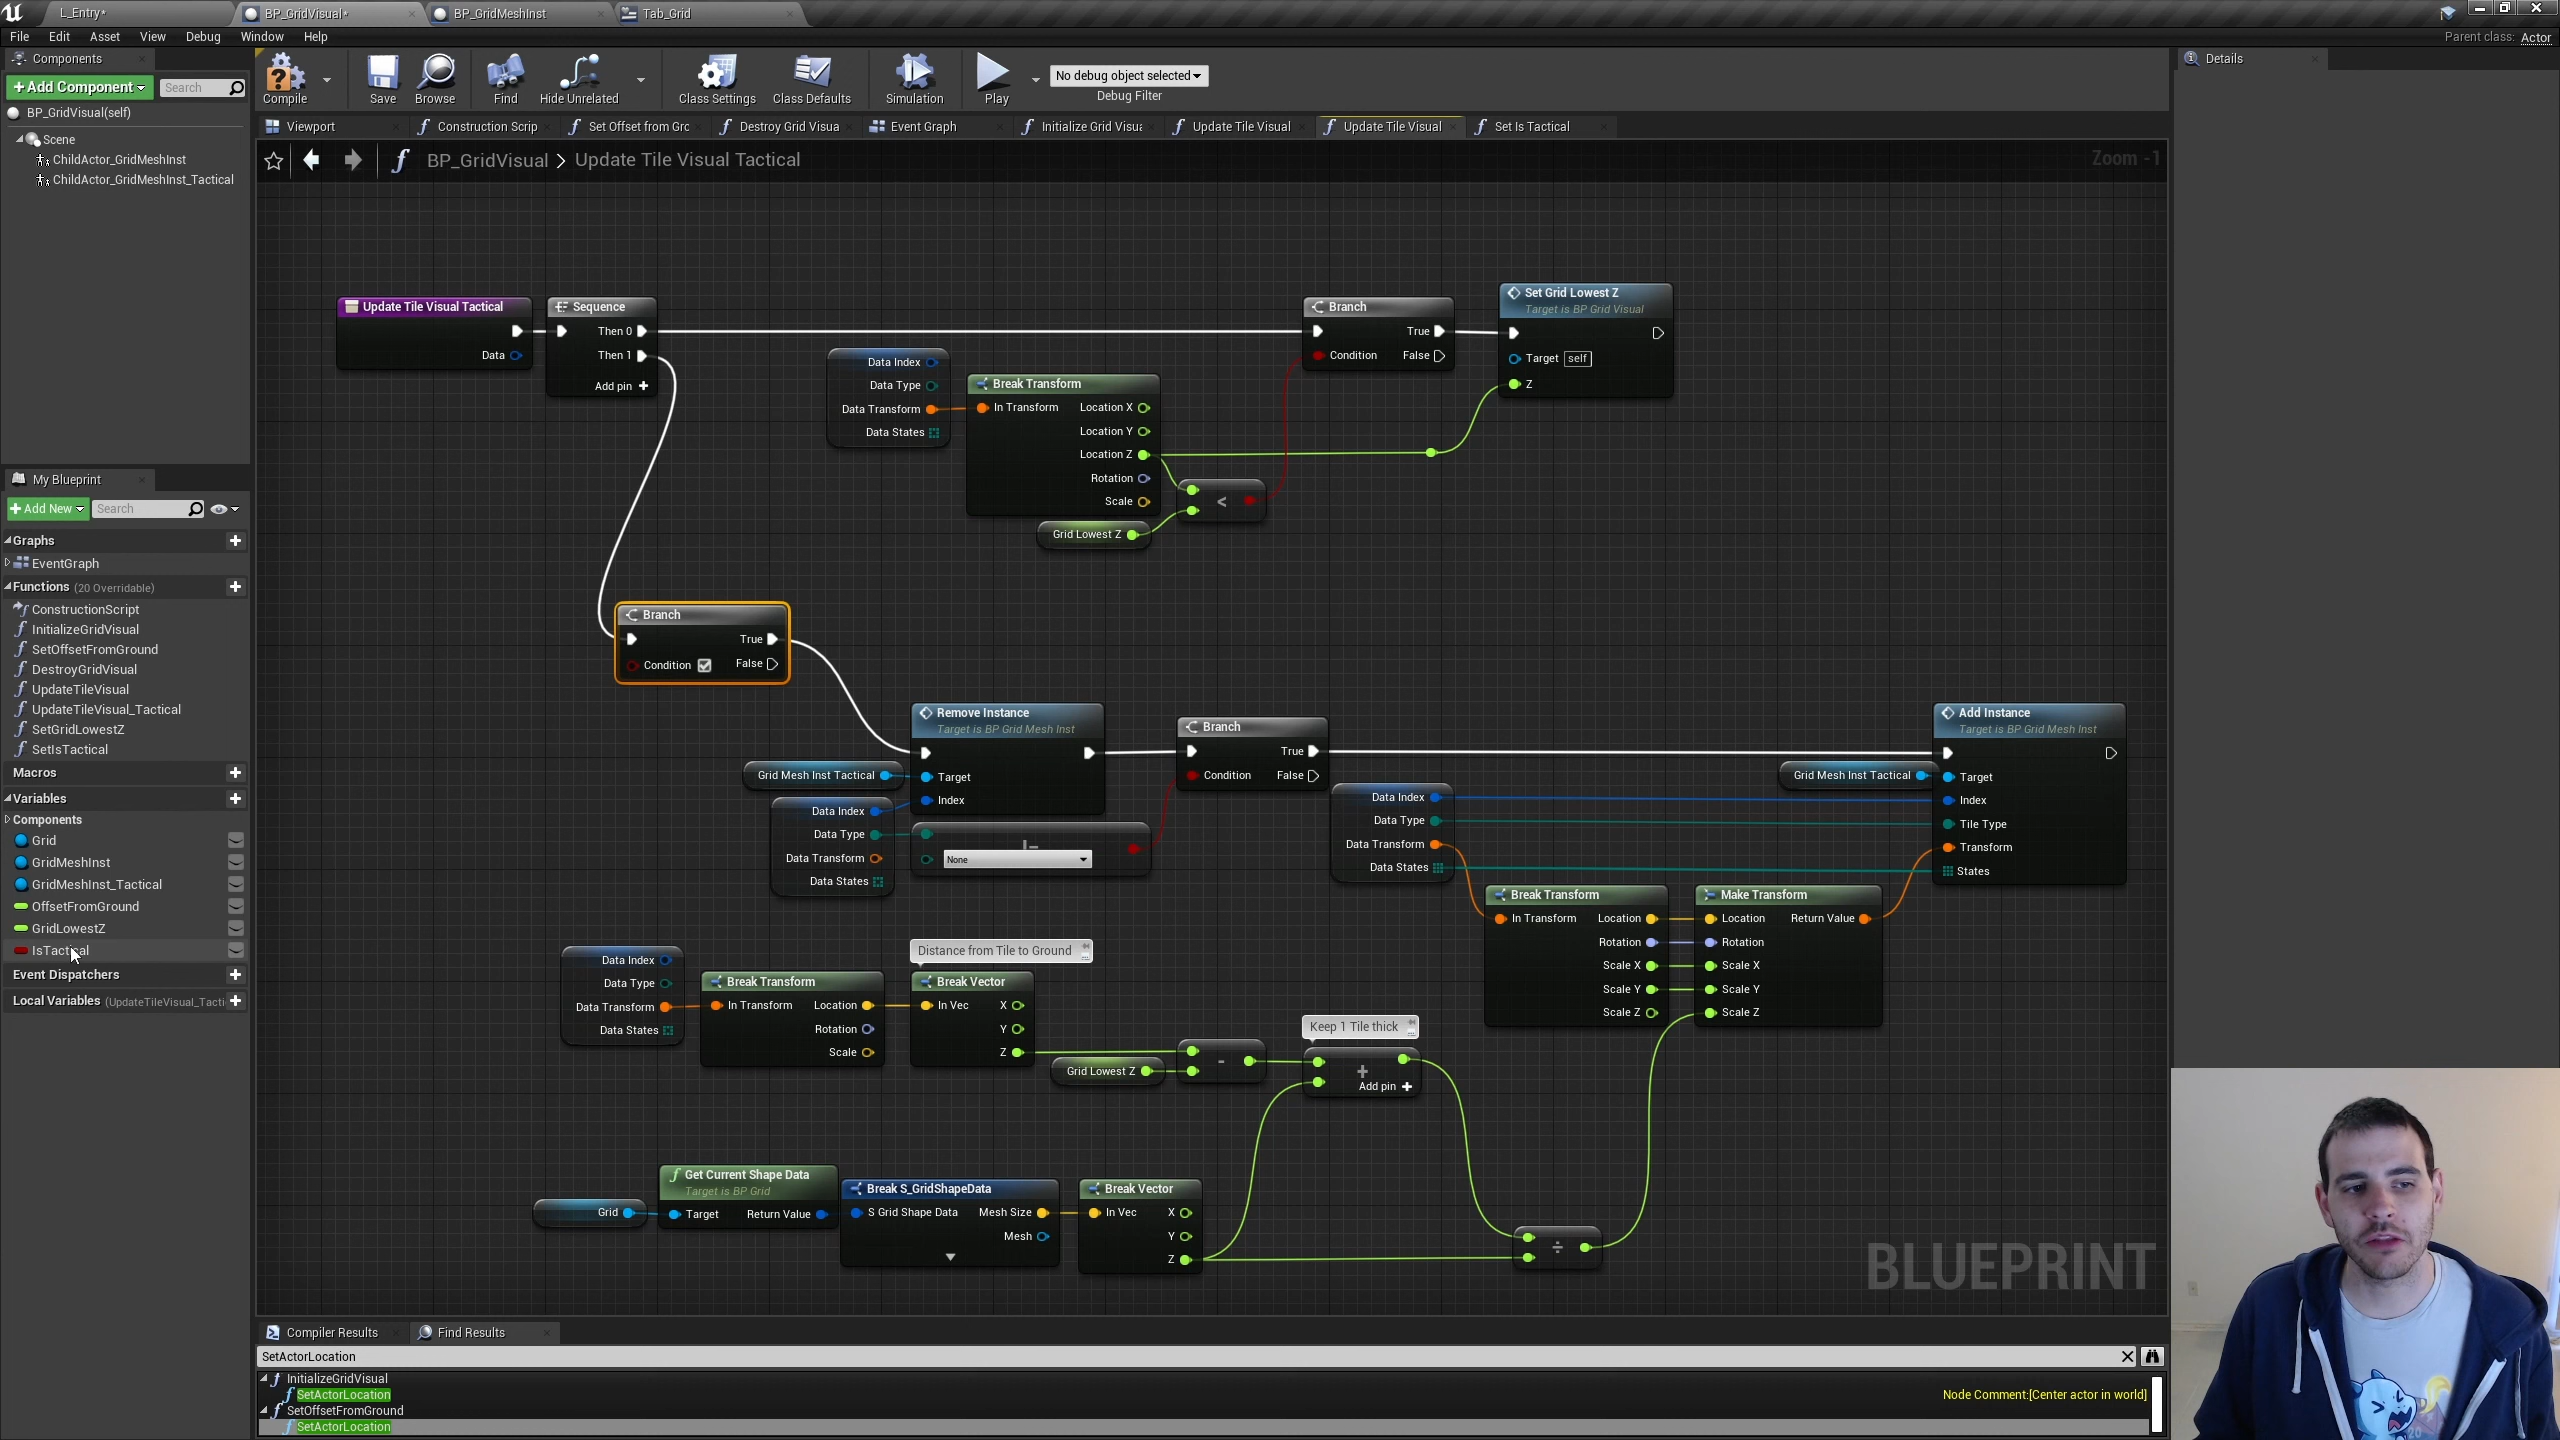 L_Entry*
BP_GridVisual*
BP_GridMeshInst
Tab_Grid
File Edit Asset View Debug Window Help
Parent class: Actor
Components
Details
+Add Component
Search
BP_GridVisual(self)
Scene
ChildActor_GridMeshInst
ChildActor_GridMeshInst_Tactical
Compile
Save
Browse
Find
Hide Unrelated
Class Settings
Class Defaults
Simulation
Play
No debug object selected
Debug Filter
Viewport
Construction Scrip
Set Offset from Grc
Destroy Grid Visua
Event Graph
Initialize Grid Visua
Update Tile Visual
Update Tile Visual
Set Is Tactical
BP_GridVisual > Update Tile Visual Tactical
Zoom -1
My Blueprint
+Add New
Search
Graphs
EventGraph
Functions (20 Overridable)
ConstructionScript
InitializeGridVisual
SetOffsetFromGround
DestroyGridVisual
UpdateTileVisual
UpdateTileVisual_Tactical
SetGridLowestZ
SetIsTactical
Macros
Variables
Components
Grid
GridMeshInst
GridMeshInst_Tactical
OffsetFromGround
GridLowestZ
IsTactical
Event Dispatchers
Local Variables (UpdateTileVisual_Tacti
Update Tile Visual Tactical
Data
Sequence
Then 0
Then 1
Add pin +
Data Index
Data Type
Data Transform
Data States
Break Transform
In Transform
Location X
Location Y
Location Z
Rotation
Scale
Grid Lowest Z
<
Branch
True
Condition
False
Set Grid Lowest Z
Target is BP Grid Visual
Target self
Z
Branch
True
Condition
False
Remove Instance
Target is BP Grid Mesh Inst
Grid Mesh Inst Tactical
Target
Index
Data Index
Data Type
Data Transform
Data States
None
Branch
True
Condition
False
Data Index
Data Type
Data Transform
Data States
Add Instance
Target is BP Grid Mesh Inst
Grid Mesh Inst Tactical
Target
Index
Tile Type
Transform
States
Break Transform
In Transform
Location
Rotation
Scale X
Scale Y
Scale Z
Make Transform
Location
Return Value
Rotation
Scale X
Scale Y
Scale Z
Data Index
Data Type
Data Transform
Data States
Break Transform
In Transform
Location
Rotation
Scale
Distance from Tile to Ground
Break Vector
In Vec
X
Y
Z
Grid Lowest Z
-
Keep 1 Tile thick
+
Add pin +
Grid
Get Current Shape Data
Target is BP Grid
Target
Return Value
Break S_GridShapeData
S Grid Shape Data
Mesh Size
Mesh
Break Vector
In Vec
X
Y
Z
÷
BLUEPRINT
Compiler Results
Find Results
SetActorLocation
InitializeGridVisual
SetActorLocation
Node Comment:[Center actor in world]
SetOffsetFromGround
SetActorLocation